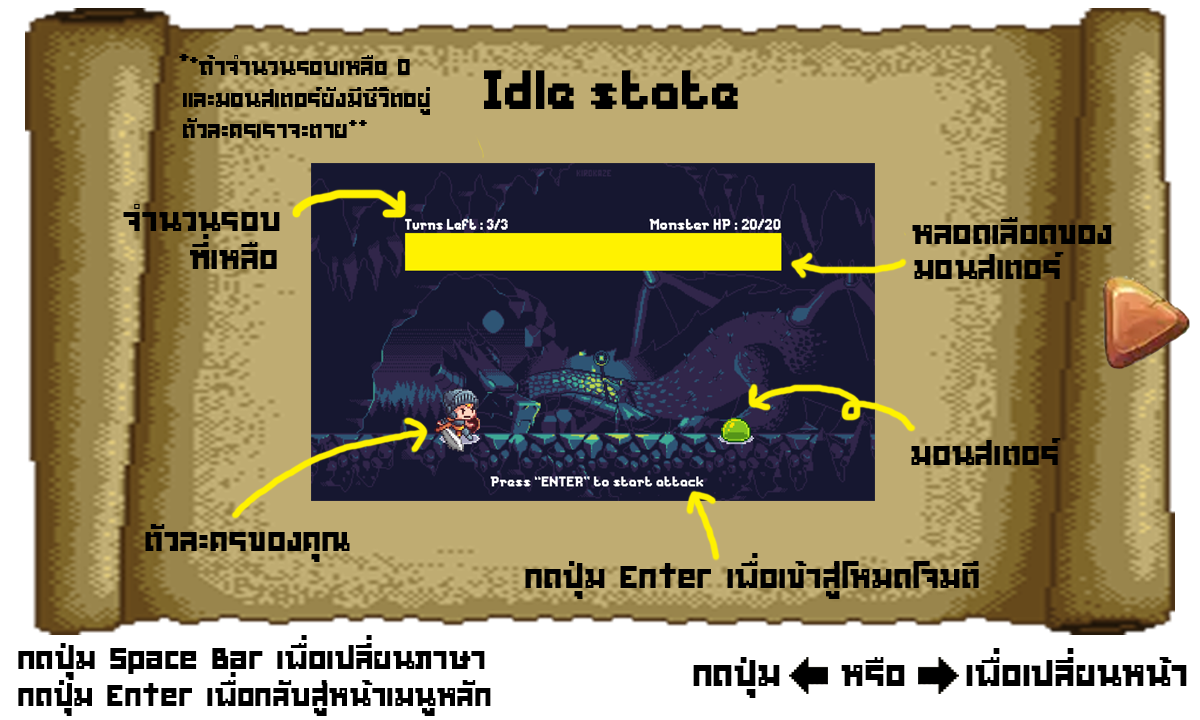 **ถ้าจำนวนรอบเหลือ 0
และมอนสเตอร์ยังมีชีวิตอยู่
ตัวละครเราจะตาย**
Idle state
จำนวนรอบ
ที่เหลือ
Turns Left : 3/3
Monster HP : 20/20
หลอดเลือดของ
มอนสเตอร์
มอนสเตอร์
Press "ENTER" to start attack
ตัวละครของคุณ
กดปุ่ม Enter เพื่อเข้าสู่โหมดโจมตี
กดปุ่ม Space Bar เพื่อเปลี่ยนภาษา
กดปุ่ม Enter เพื่อกลับสู่หน้าเมนูหลัก
กดปุ่ม ← หรือ → เพื่อเปลี่ยนหน้า